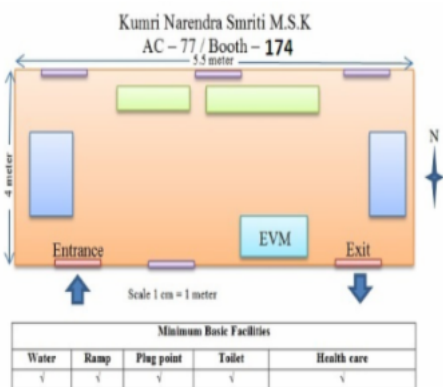 Kumri Narendra Smriti M.S.K
AC – 77 / Booth – 174
5.5 meter
4 meter
N
EVM
Entrance
Exit
Scale 1 cm = 1 meter
Minimum Basic Facilities
Water Ramp Plug point Toilet Health care
√ √ √ √ √